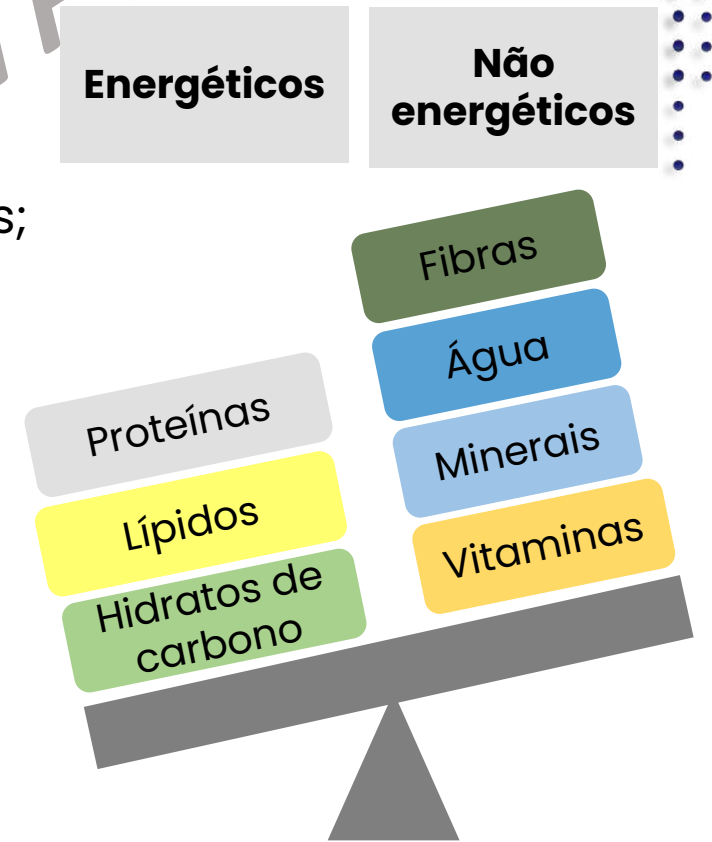 Energéticos
Não
energéticos
s;
Fibras
Água
Minerais
Vitaminas
Proteínas
Lípidos
Hidratos de
carbono